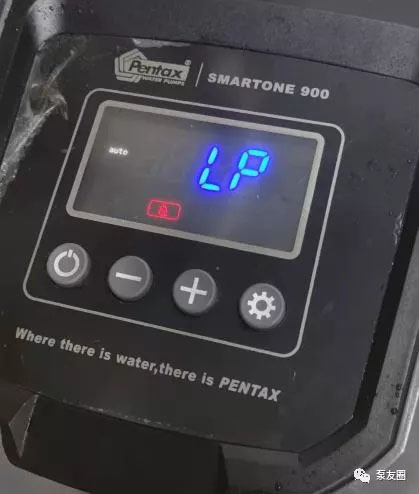 Pentax®
WATER PUMPS
SMARTONE 900
auto
LP
Where there is water,there is PENTAX
泵友圈